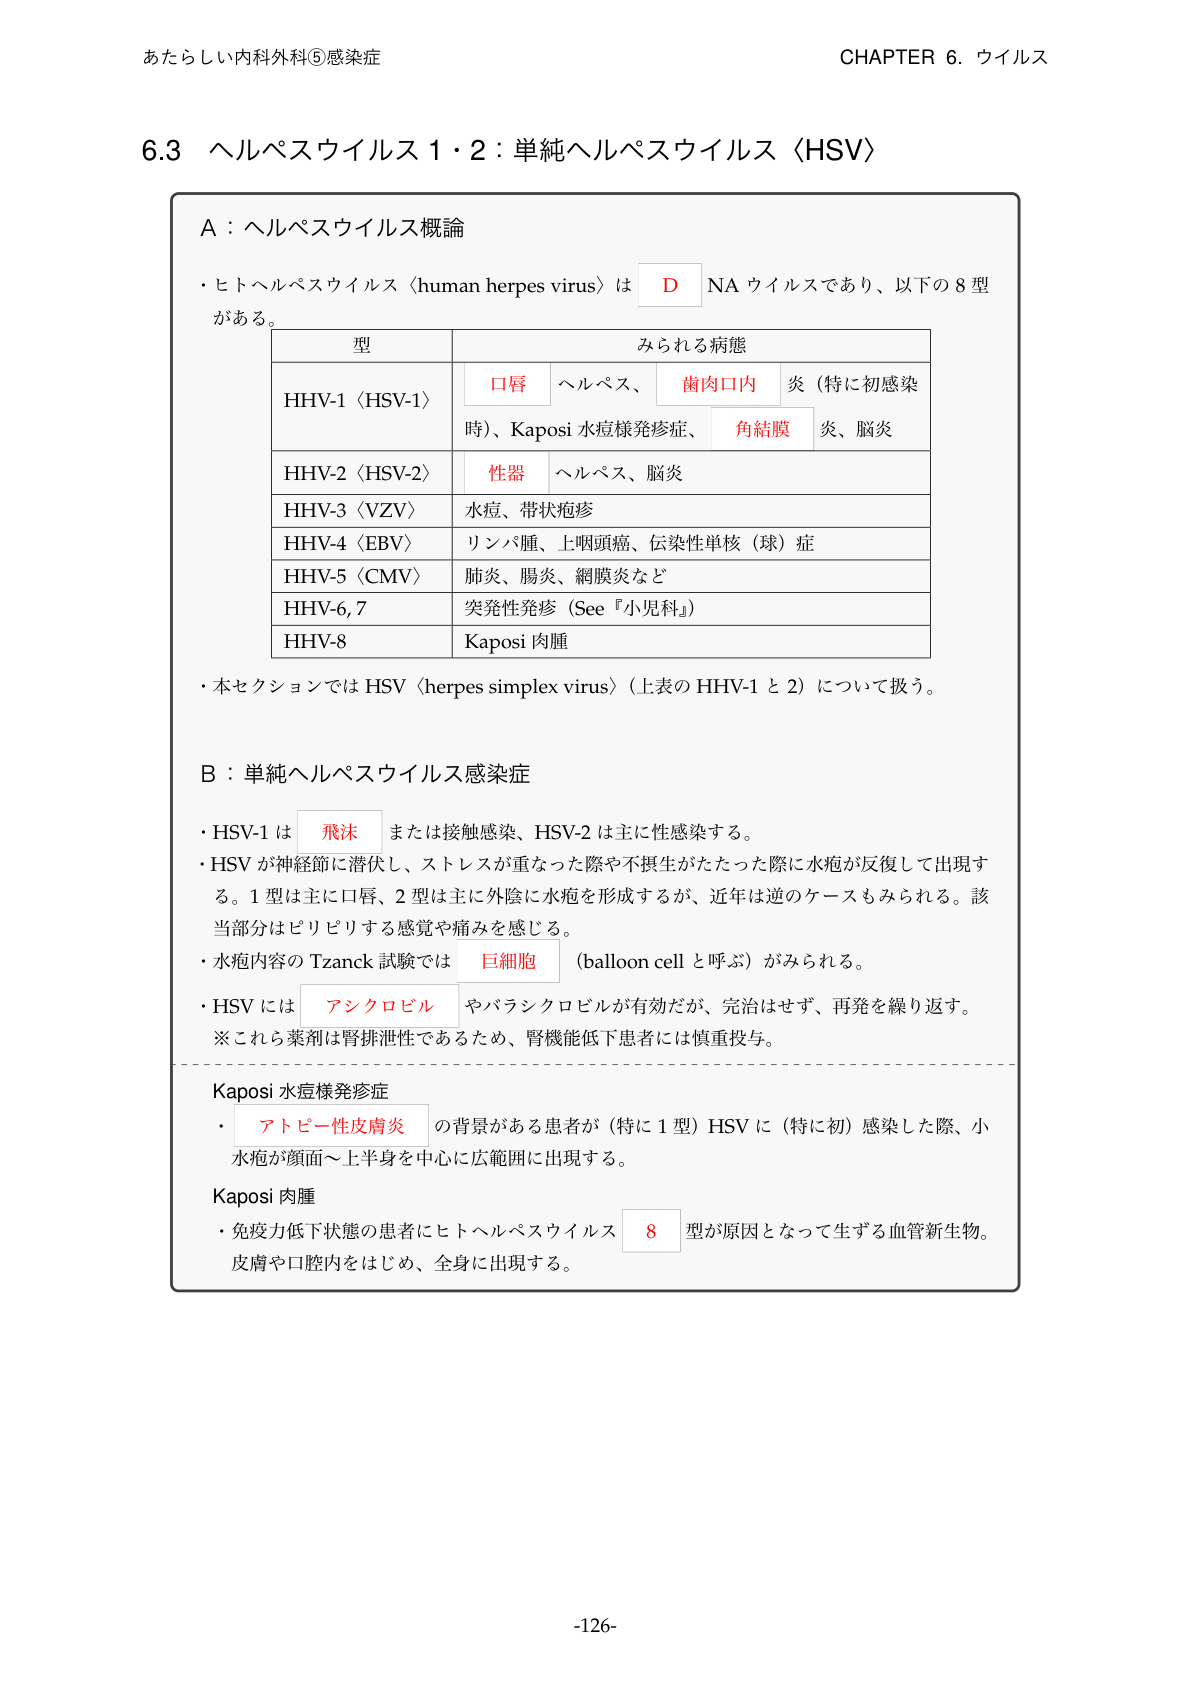 あたらしい内科外科⑤感染症 CHAPTER 6. ウイルス
6.3 ヘルペスウイルス 1・2：単純ヘルペスウイルス〈HSV〉
A：ヘルペスウイルス概論
・ヒトヘルペスウイルス〈human herpes virus〉は D NA ウイルスであり、以下の 8 型
がある。
型 みられる病態
HHV-1〈HSV-1〉 口唇 ヘルペス、 歯肉口内 炎（特に初感染
時）、Kaposi 水痘様発疹症、 角結膜 炎、脳炎
HHV-2〈HSV-2〉 性器 ヘルペス、脳炎
HHV-3〈VZV〉 水痘、帯状疱疹
HHV-4〈EBV〉 リンパ腫、上咽頭癌、伝染性単核（球）症
HHV-5〈CMV〉 肺炎、腸炎、網膜炎など
HHV-6, 7 突発性発疹（See『小児科』）
HHV-8 Kaposi 肉腫
・本セクションでは HSV〈herpes simplex virus〉（上表の HHV-1 と 2）について扱う。
B：単純ヘルペスウイルス感染症
・HSV-1 は 飛沫 または接触感染、HSV-2 は主に性感染する。
・HSV が神経節に潜伏し、ストレスが重なった際や不摂生がたたった際に水疱が反復して出現す
る。1 型は主に口唇、2 型は主に外陰に水疱を形成するが、近年は逆のケースもみられる。該
当部分はピリピリする感覚や痛みを感じる。
・水疱内容の Tzanck 試験では 巨細胞 （balloon cell と呼ぶ）がみられる。
・HSV には アシクロビル やバラシクロビルが有効だが、完治はせず、再発を繰り返す。
※これら薬剤は腎排泄性であるため、腎機能低下患者には慎重投与。
Kaposi 水痘様発疹症
・ アトピー性皮膚炎 の背景がある患者が（特に 1 型）HSV に（特に初）感染した際、小
水疱が顔面～上半身を中心に広範囲に出現する。
Kaposi 肉腫
・免疫力低下状態の患者にヒトヘルペスウイルス 8 型が原因となって生ずる血管新生物。
皮膚や口腔内をはじめ、全身に出現する。
-126-